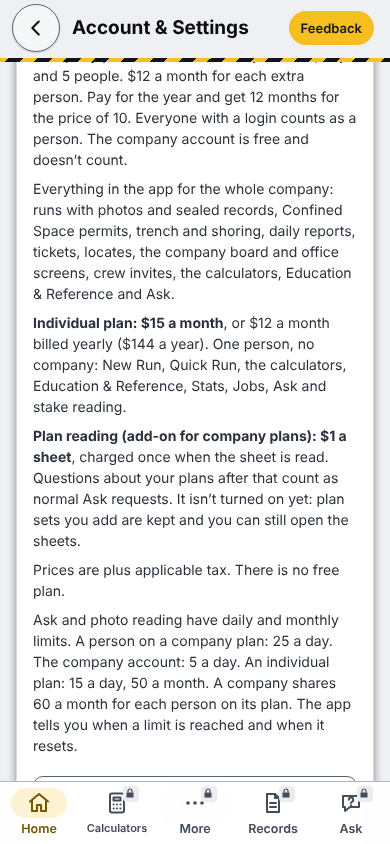 Account & Settings
Feedback
and 5 people. $12 a month for each extra
person. Pay for the year and get 12 months for
the price of 10. Everyone with a login counts as a
person. The company account is free and
doesn’t count.
Everything in the app for the whole company:
runs with photos and sealed records, Confined
Space permits, trench and shoring, daily reports,
tickets, locates, the company board and office
screens, crew invites, the calculators, Education
& Reference and Ask.
Individual plan: $15 a month, or $12 a month
billed yearly ($144 a year). One person, no
company: New Run, Quick Run, the calculators,
Education & Reference, Stats, Jobs, Ask and
stake reading.
Plan reading (add-on for company plans): $1 a
sheet, charged once when the sheet is read.
Questions about your plans after that count as
normal Ask requests. It isn’t turned on yet: plan
sets you add are kept and you can still open the
sheets.
Prices are plus applicable tax. There is no free
plan.
Ask and photo reading have daily and monthly
limits. A person on a company plan: 25 a day.
The company account: 5 a day. An individual
plan: 15 a day, 50 a month. A company shares
60 a month for each person on its plan. The app
tells you when a limit is reached and when it
resets.
Home
Calculators
More
Records
Ask